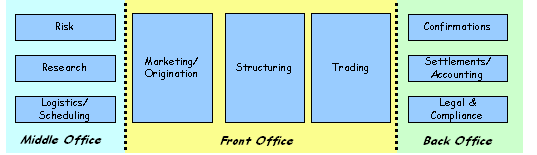 Risk
Research
Logistics/
Scheduling
Middle Office
Marketing/
Origination
Structuring
Trading
Front Office
Confirmations
Settlements/
Accounting
Legal &
Compliance
Back Office